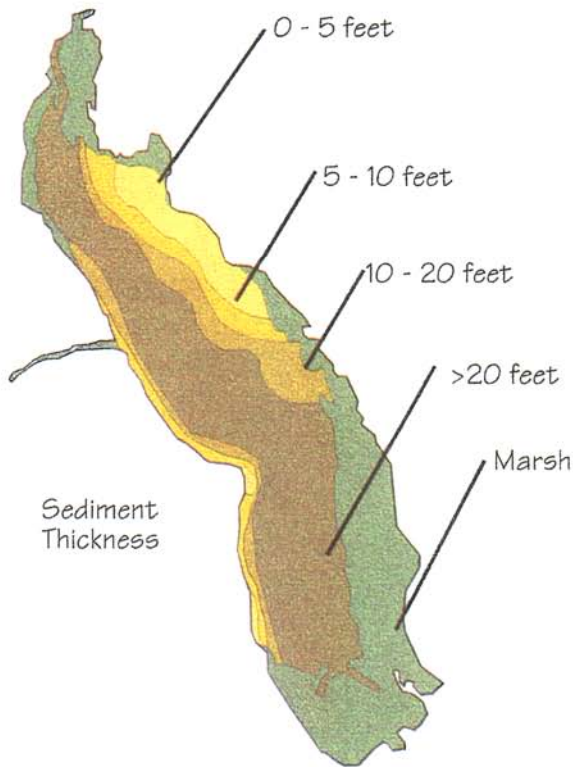 0 - 5 feet
5 - 10 feet
10 - 20 feet
>20 feet
Marsh
Sediment
Thickness